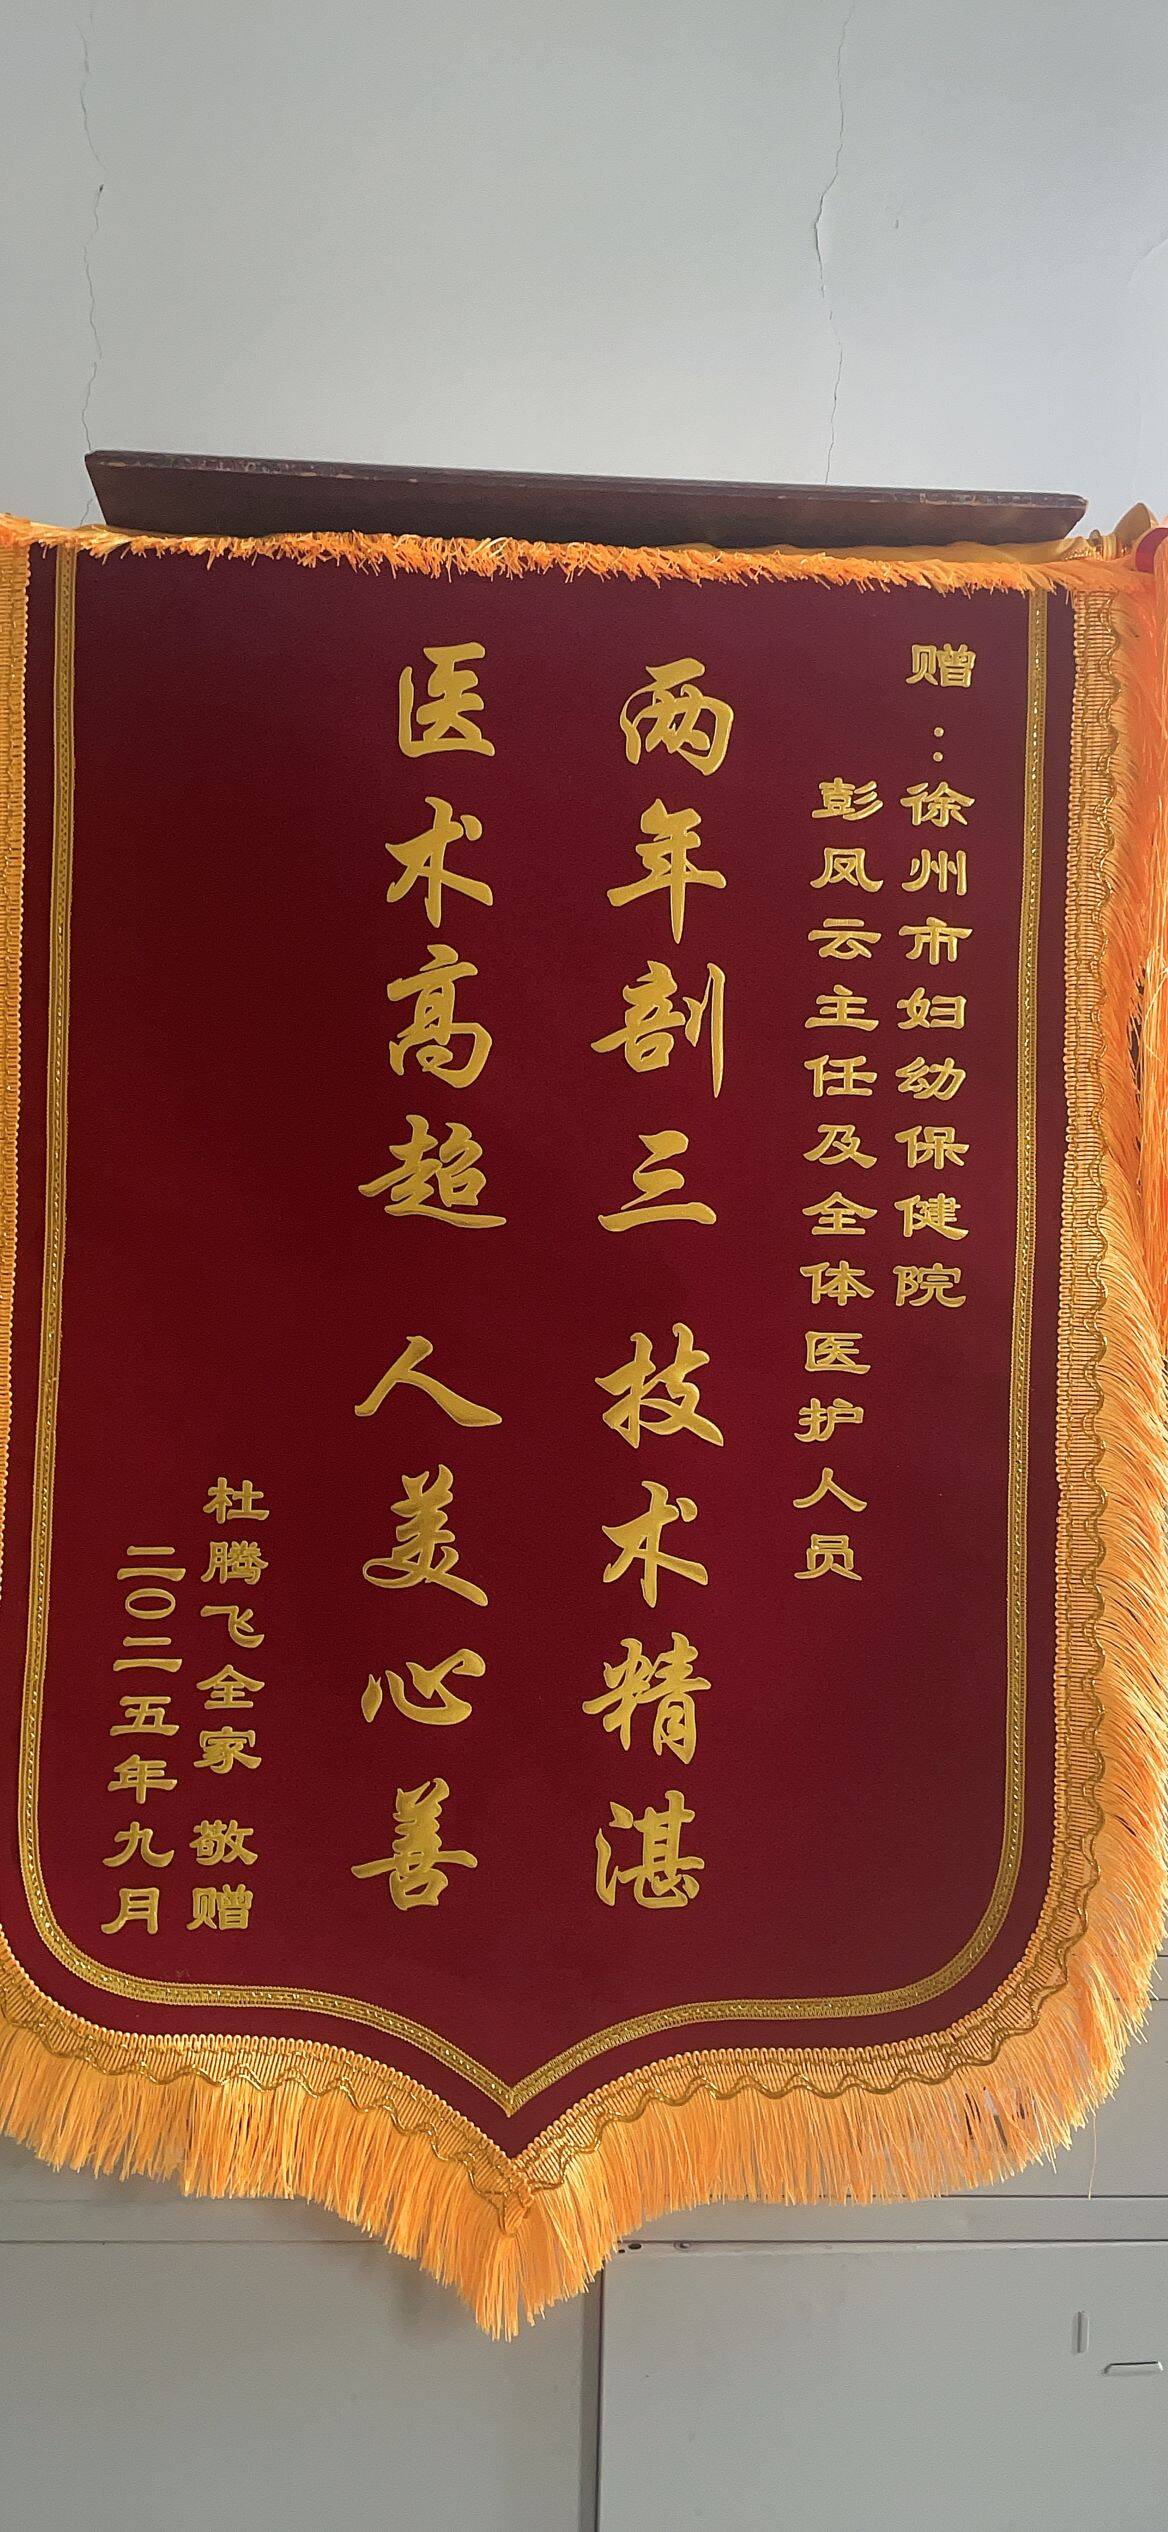 赠：徐州市妇幼保健院
彭凤云主任及全体医护人员
两年剖三 技术精湛
医术高超 人美心善
杜腾飞全家 敬赠
二〇二五年九月